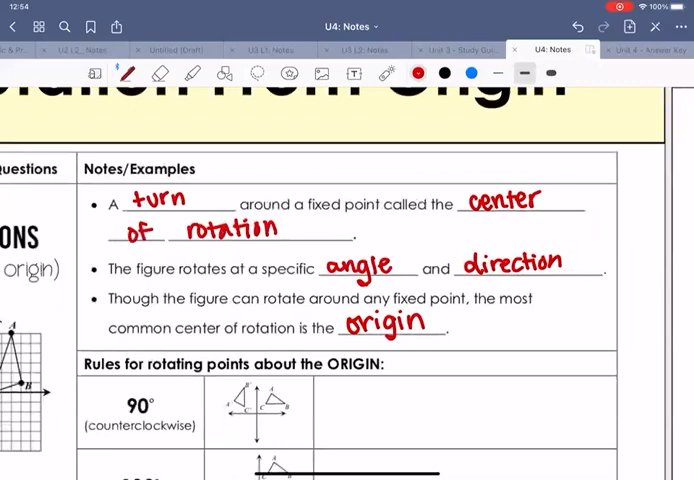 12:54
100%
U4: Notes
U2 L2_ Notes
Untitled (Draft)
U3 L1: Notes
U3 L2: Notes
Unit 3 - Study Gui...
U4: Notes
Unit 4 - Answer Key
Origin
Notes/Examples
• A turn around a fixed point called the center
of rotation.
• The figure rotates at a specific angle and direction.
• Though the figure can rotate around any fixed point, the most
common center of rotation is the origin.
origin)
A
B
Rules for rotating points about the ORIGIN:
90°
(counterclockwise)